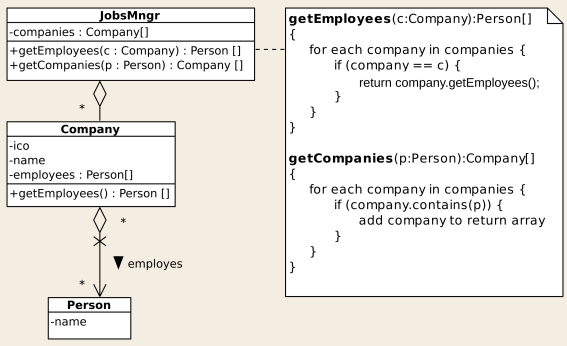 JobsMngr
-companies : Company[]
+getEmployees(c : Company) : Person []
+getCompanies(p : Person) : Company []
*
Company
-ico
-name
-employees : Person[]
+getEmployees() : Person []
*
employes
*
Person
-name
getEmployees(c:Company):Person[]
{
for each company in companies {
if (company == c) {
return company.getEmployees();
}
}
}
getCompanies(p:Person):Company[]
{
for each company in companies {
if (company.contains(p)) {
add company to return array
}
}
}